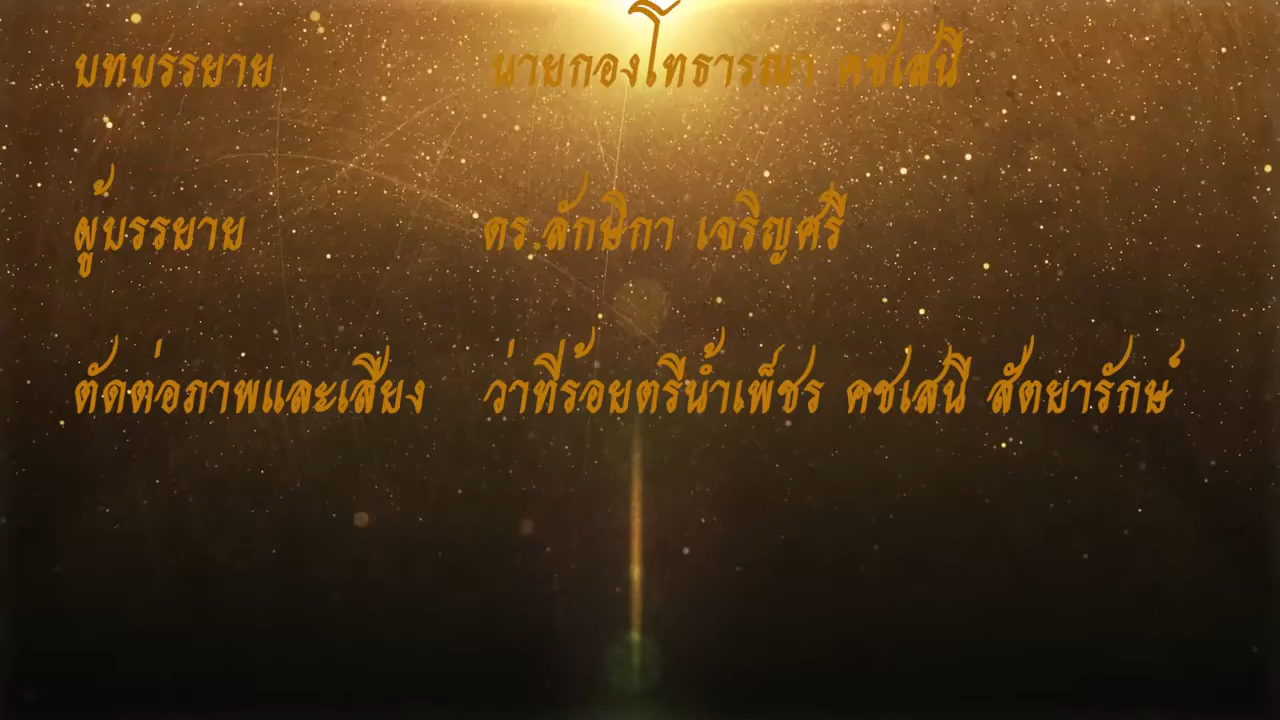 บทบรรยาย นายกองโทธารณา คชเสนี
ผู้บรรยาย ดร.ลักษิกา เจริญศรี
ตัดต่อภาพและเสียง ว่าที่ร้อยตรีน้ำเพ็ชร คชเสนี สัตยารักษ์